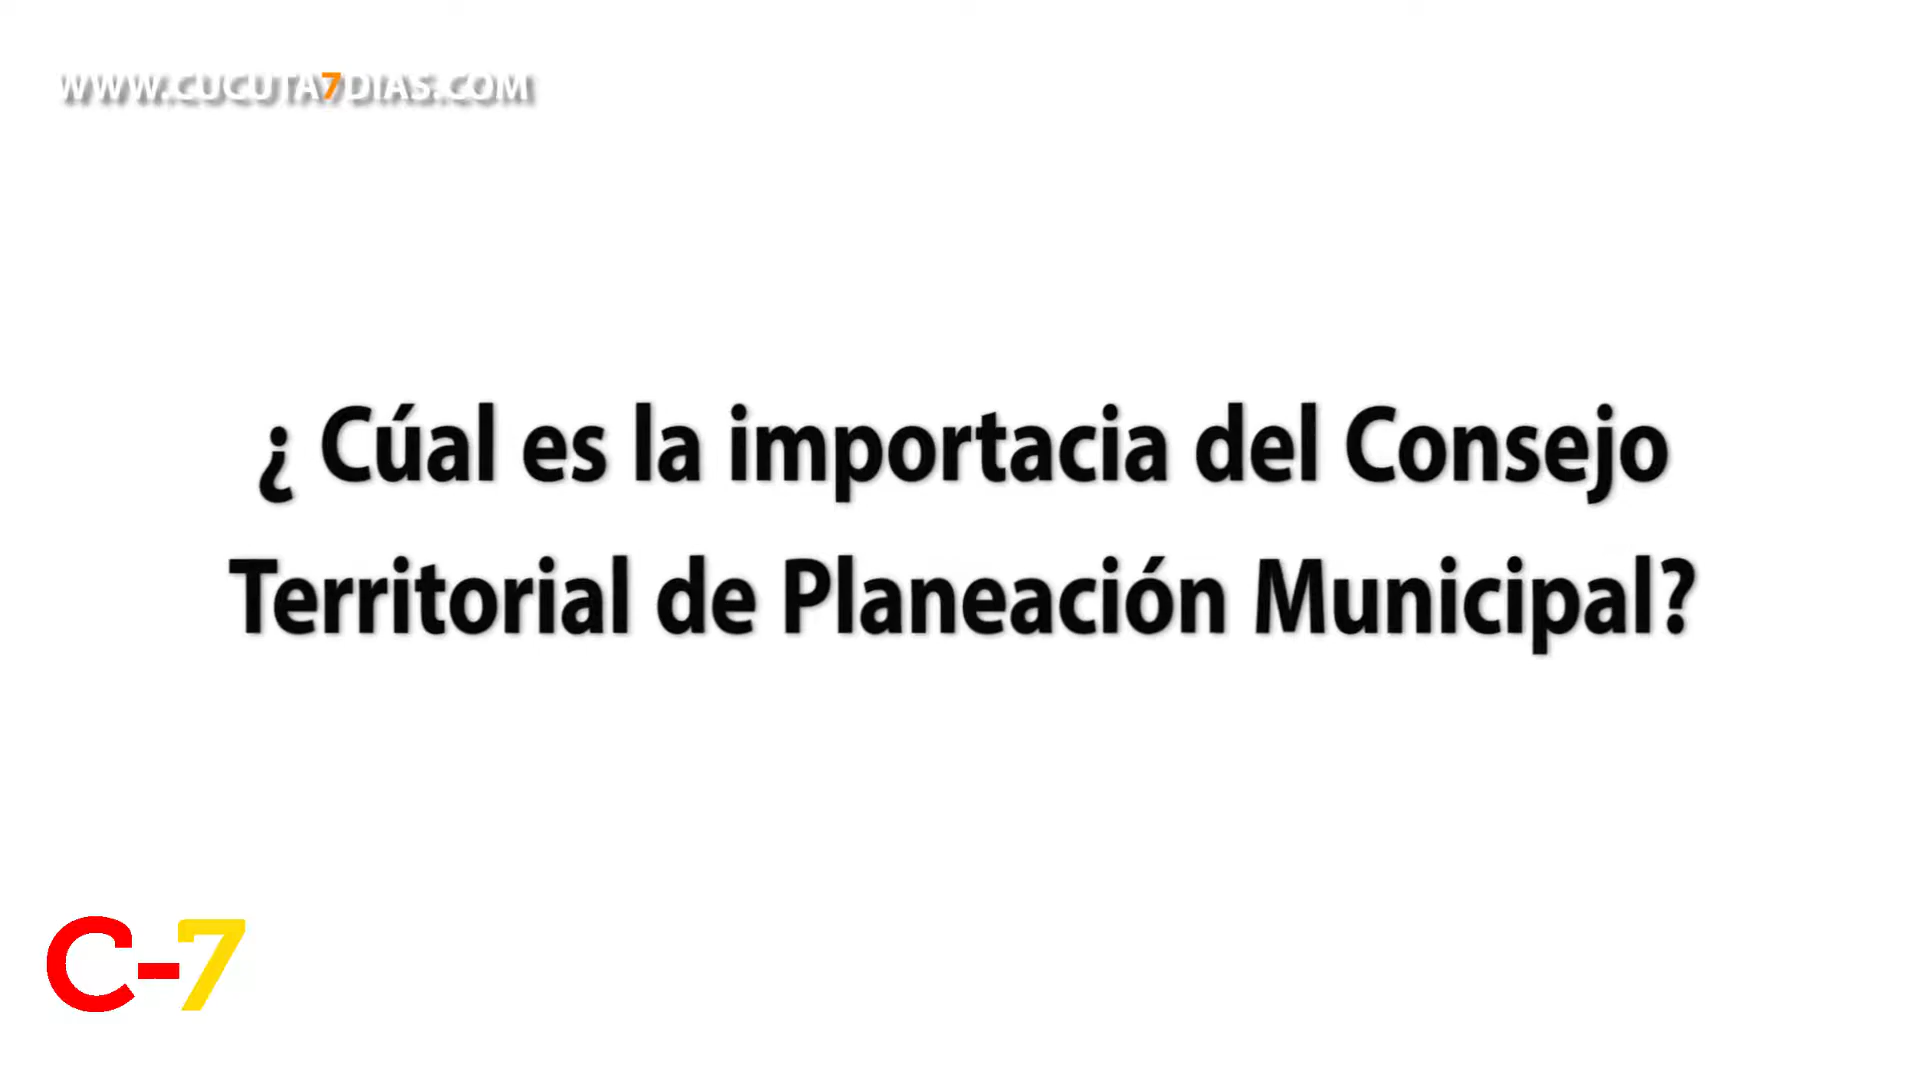 WWW.CUCUTA7DIAS.COM
¿ Cúal es la importacia del Consejo
Territorial de Planeación Municipal?
C-7